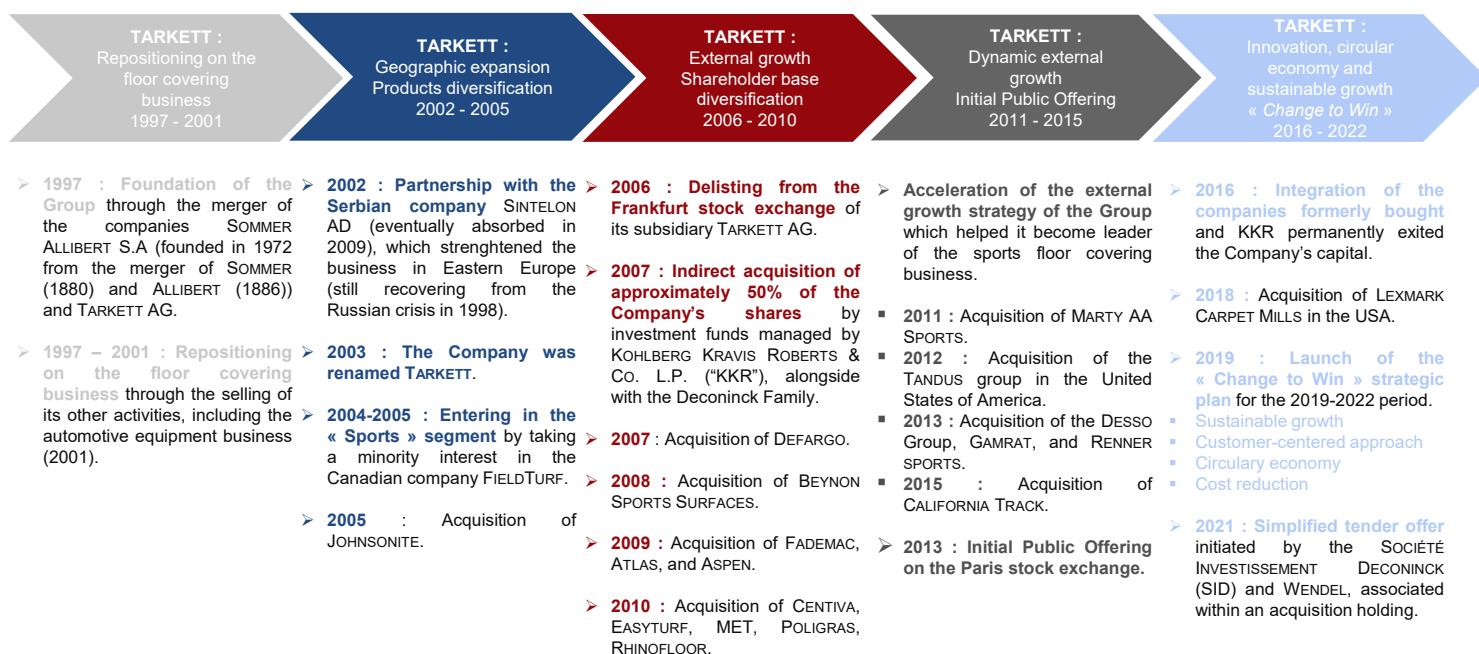 TARKETT :
Repositioning on the
floor covering
business
1997 - 2001
TARKETT :
Geographic expansion
Products diversification
2002 - 2005
TARKETT :
External growth
Shareholder base
diversification
2006 - 2010
TARKETT :
Dynamic external
growth
Initial Public Offering
2011 - 2015
TARKETT :
Innovation, circular
economy and
sustainable growth
« Change to Win »
2016 - 2022
➢ 1997 : Foundation of the
Group through the merger of
the companies SOMMER
ALLIBERT S.A (founded in 1972
from the merger of SOMMER
(1880) and ALLIBERT (1886))
and TARKETT AG.
➢ 1997 – 2001 : Repositioning
on the floor covering
business through the selling of
its other activities, including the
automotive equipment business
(2001).
➢ 2002 : Partnership with the
Serbian company SINTELON
AD (eventually absorbed in
2009), which strenghtened the
business in Eastern Europe
(still recovering from the
Russian crisis in 1998).
➢ 2003 : The Company was
renamed TARKETT.
➢ 2004-2005 : Entering in the
« Sports » segment by taking
a minority interest in the
Canadian company FIELDTURF.
➢ 2005 : Acquisition of
JOHNSONITE.
➢ 2006 : Delisting from the
Frankfurt stock exchange of
its subsidiary TARKETT AG.
➢ 2007 : Indirect acquisition of
approximately 50% of the
Company's shares by
investment funds managed by
KOHLBERG KRAVIS ROBERTS &
CO. L.P. ("KKR"), alongside
with the Deconinck Family.
➢ 2007 : Acquisition of DEFARGO.
➢ 2008 : Acquisition of BEYNON
SPORTS SURFACES.
➢ 2009 : Acquisition of FADEMAC,
ATLAS, and ASPEN.
➢ 2010 : Acquisition of CENTIVA,
EASYTURF, MET, POLIGRAS,
RHINOFLOOR.
➢ Acceleration of the external
growth strategy of the Group
which helped it become leader
of the sports floor covering
business.
▪ 2011 : Acquisition of MARTY AA
SPORTS.
▪ 2012 : Acquisition of the
TANDUS group in the United
States of America.
▪ 2013 : Acquisition of the DESSO
Group, GAMRAT, and RENNER
SPORTS.
▪ 2015 : Acquisition of
CALIFORNIA TRACK.
➢ 2013 : Initial Public Offering
on the Paris stock exchange.
➢ 2016 : Integration of the
companies formerly bought
and KKR permanently exited
the Company's capital.
➢ 2018 : Acquisition of LEXMARK
CARPET MILLS in the USA.
➢ 2019 : Launch of the
« Change to Win » strategic
plan for the 2019-2022 period.
▪ Sustainable growth
▪ Customer-centered approach
▪ Circulary economy
▪ Cost reduction
➢ 2021 : Simplified tender offer
initiated by the SOCIÉTÉ
INVESTISSEMENT DECONINCK
(SID) and WENDEL, associated
within an acquisition holding.